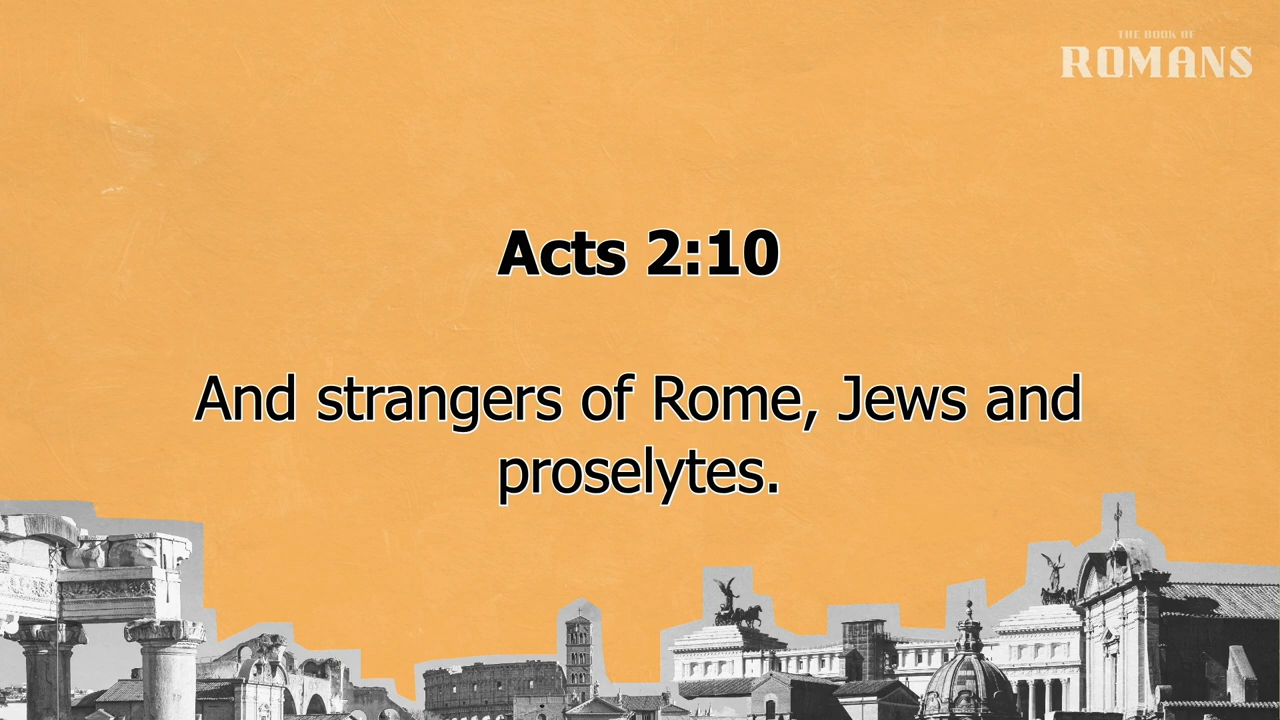 THE BOOK OF
ROMANS
Acts 2:10
And strangers of Rome, Jews and
proselytes.